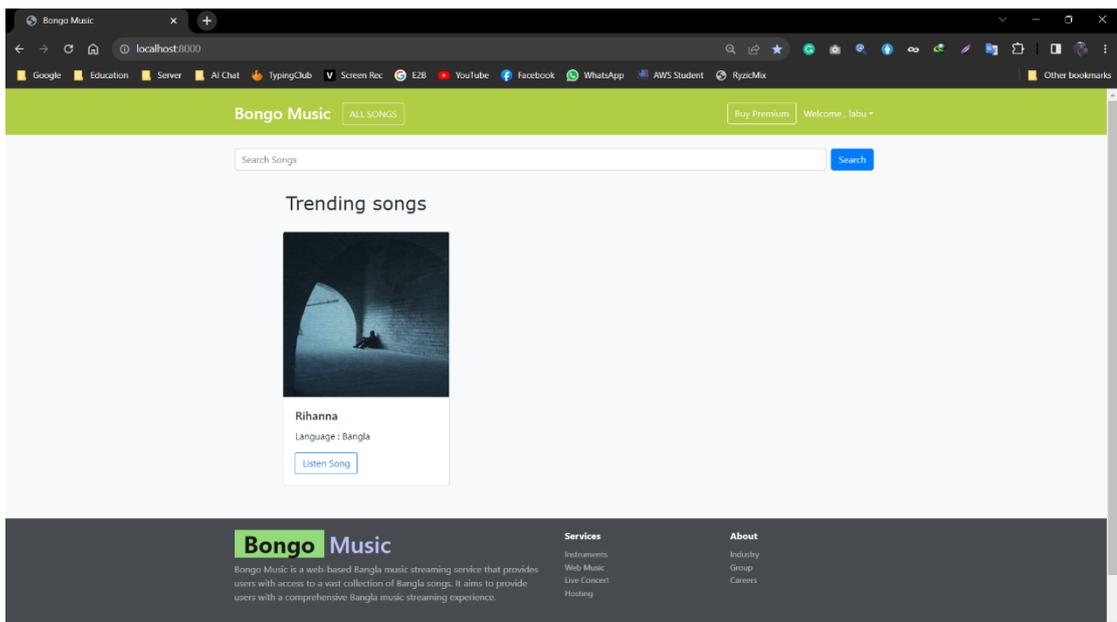 Bongo Music
localhost:8000
Google Education Server AI Chat TypingClub Screen Rec E2B YouTube Facebook WhatsApp AWS Student RyzicMix Other bookmarks
Bongo Music ALL SONGS Buy Premium Welcome , labu
Search Songs Search
Trending songs
Rihanna
Language : Bangla
Listen Song
Bongo Music
Bongo Music is a web-based Bangla music streaming service that provides
users with access to a vast collection of Bangla songs. It aims to provide
users with a comprehensive Bangla music streaming experience.
Services
Instruments
Web Music
Live Concert
Hosting
About
Industry
Group
Careers